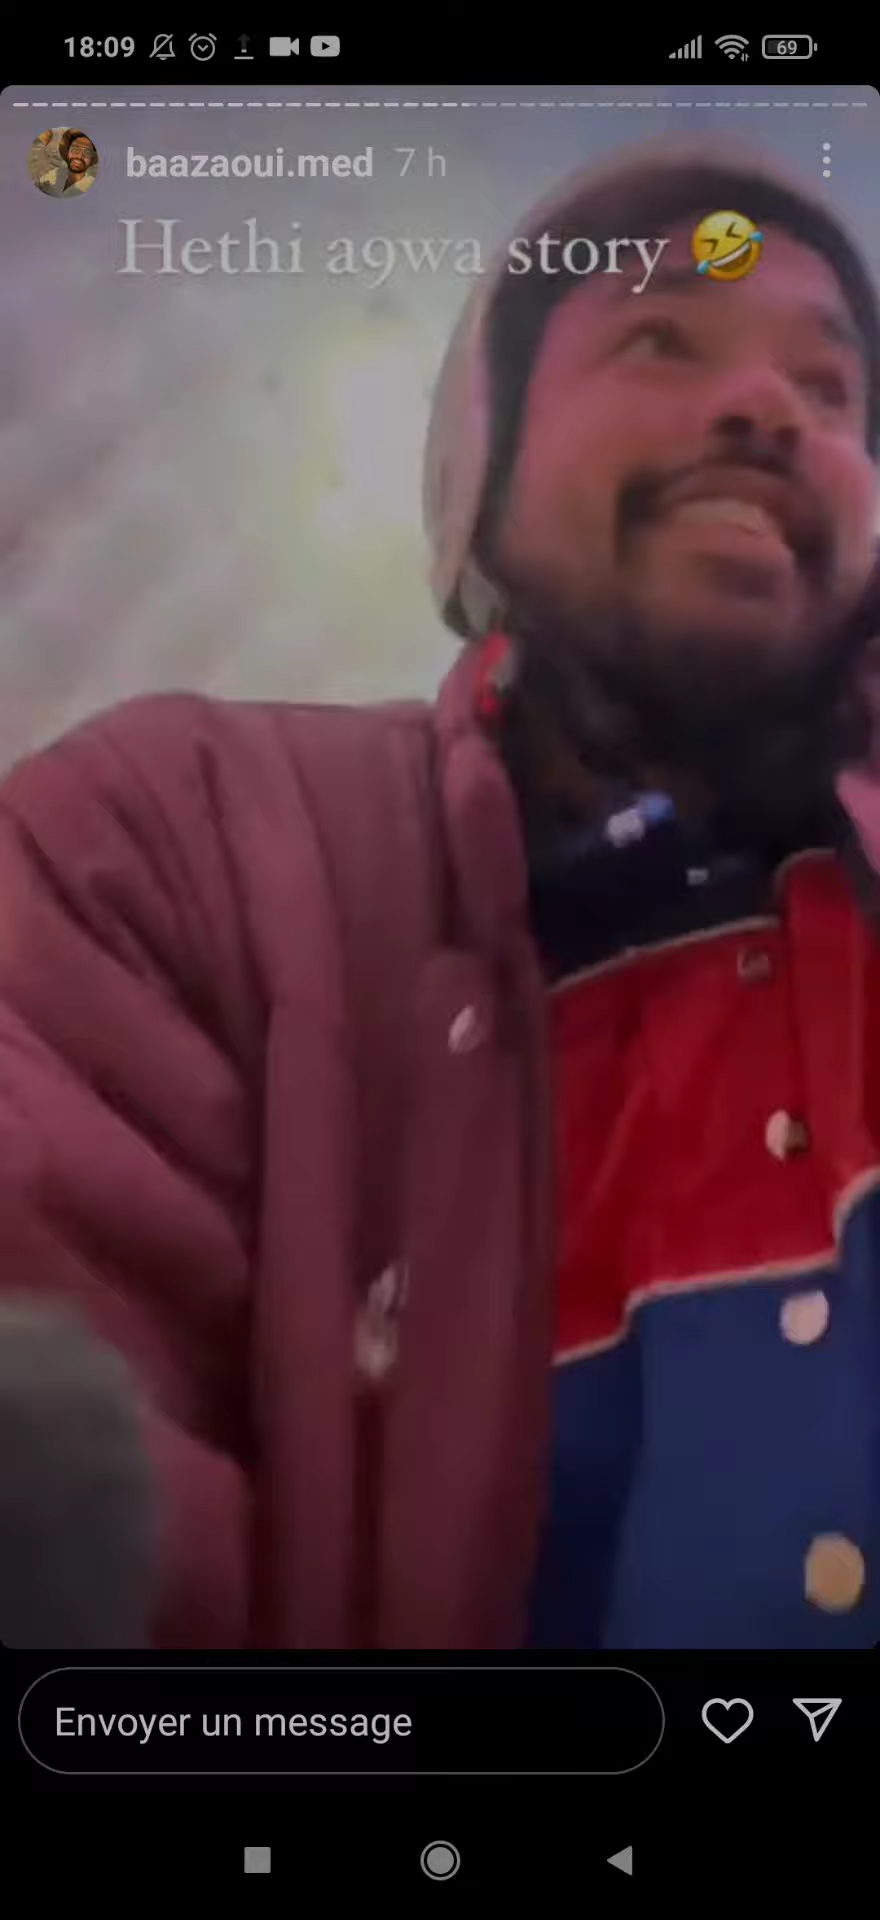 18:09
69
baazaoui.med 7 h
Hethi a9wa story 🤣
Envoyer un message